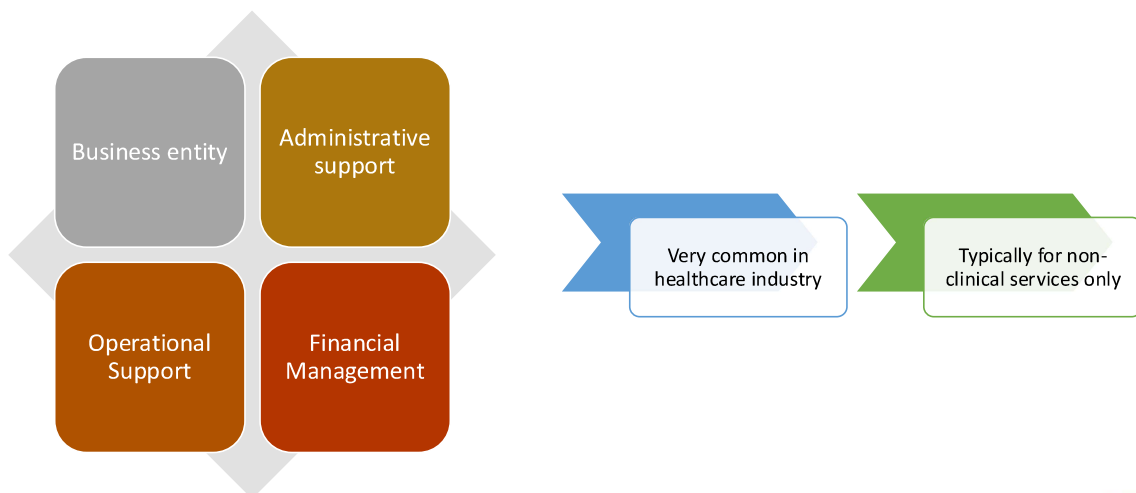 Business entity
Administrative
support
Operational
Support
Financial
Management
Very common in
healthcare industry
Typically for non-
clinical services only